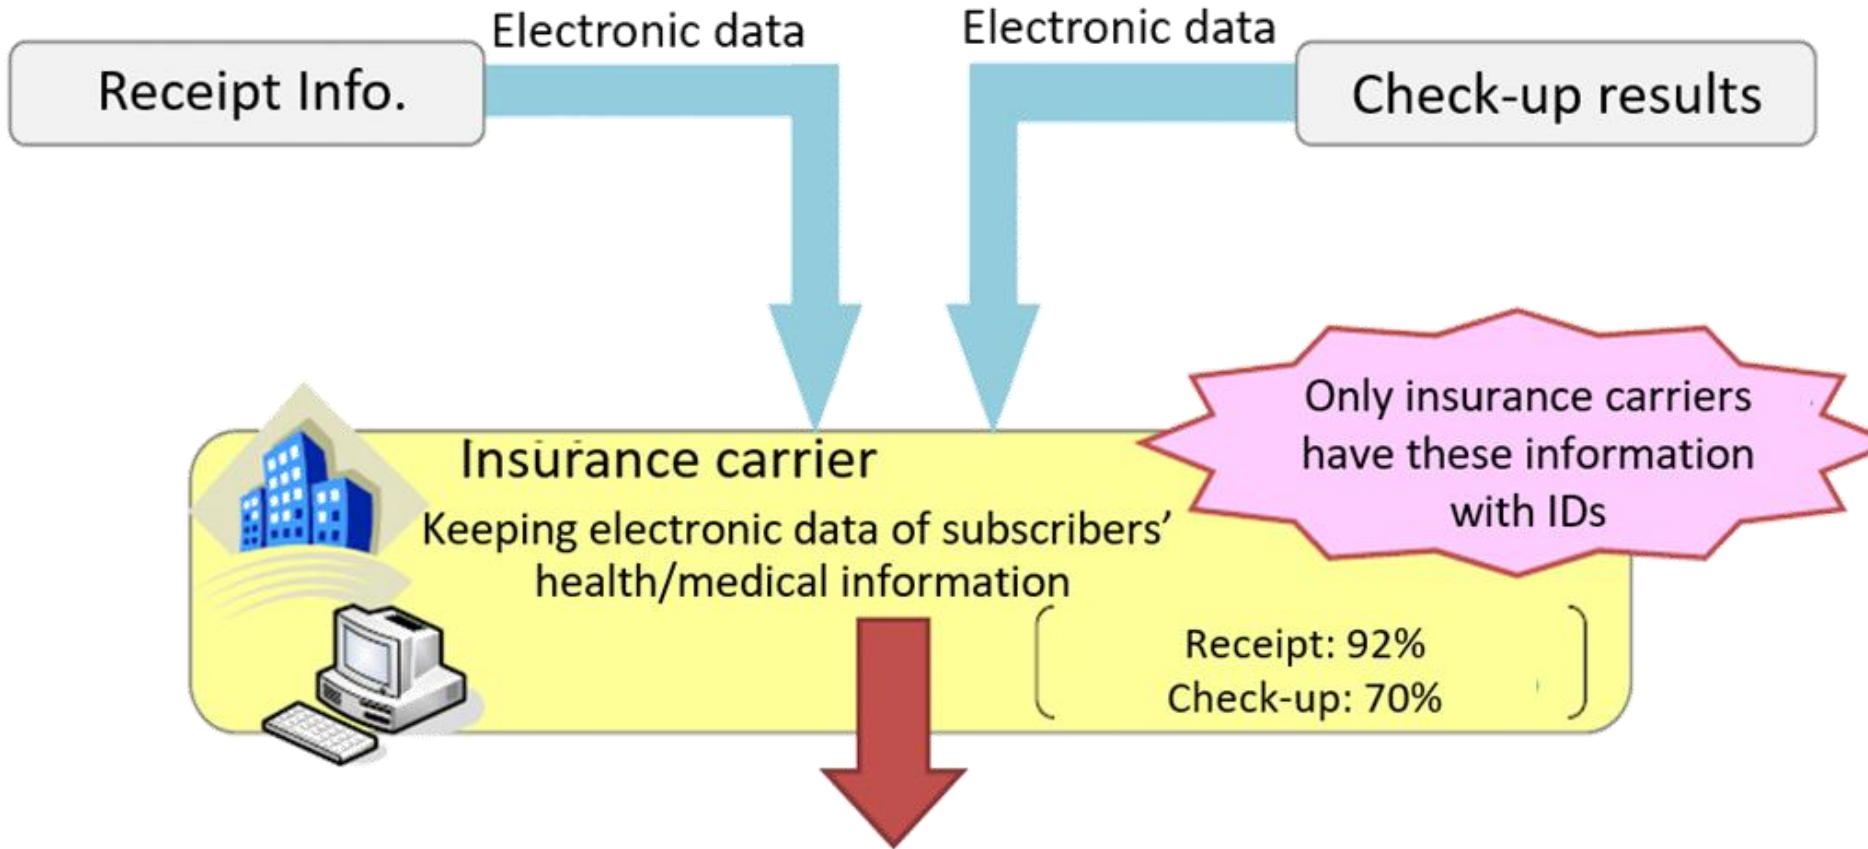 Electronic data
Electronic data
Receipt Info.
Check-up results
Only insurance carriers
have these information
with IDs
Insurance carrier
Keeping electronic data of subscribers’
health/medical information
Receipt: 92%
Check-up: 70%